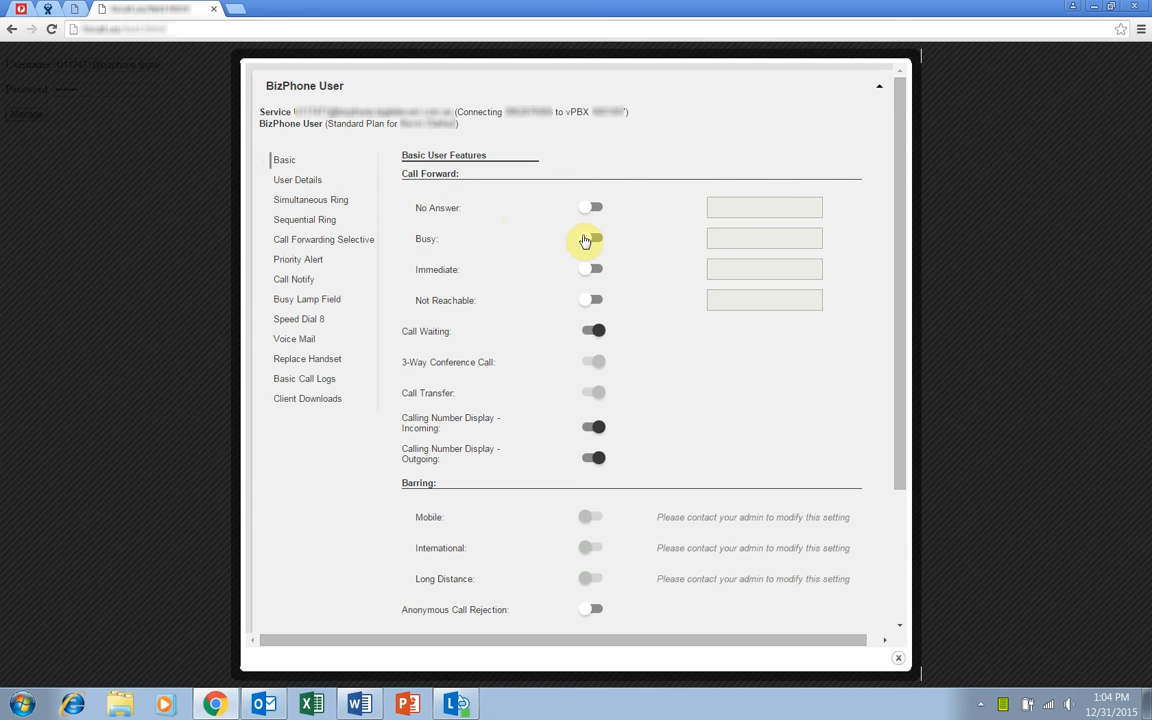 Username:
Password:
Manage
BizPhone User
Service (Connecting to vPBX ")
BizPhone User (Standard Plan for )
Basic
User Details
Simultaneous Ring
Sequential Ring
Call Forwarding Selective
Priority Alert
Call Notify
Busy Lamp Field
Speed Dial 8
Voice Mail
Replace Handset
Basic Call Logs
Client Downloads
Basic User Features
Call Forward:
No Answer:
Busy:
Immediate:
Not Reachable:
Call Waiting:
3-Way Conference Call:
Call Transfer:
Calling Number Display -
Incoming:
Calling Number Display -
Outgoing:
Barring:
Mobile: Please contact your admin to modify this setting
International: Please contact your admin to modify this setting
Long Distance: Please contact your admin to modify this setting
Anonymous Call Rejection:
1:04 PM
12/31/2015